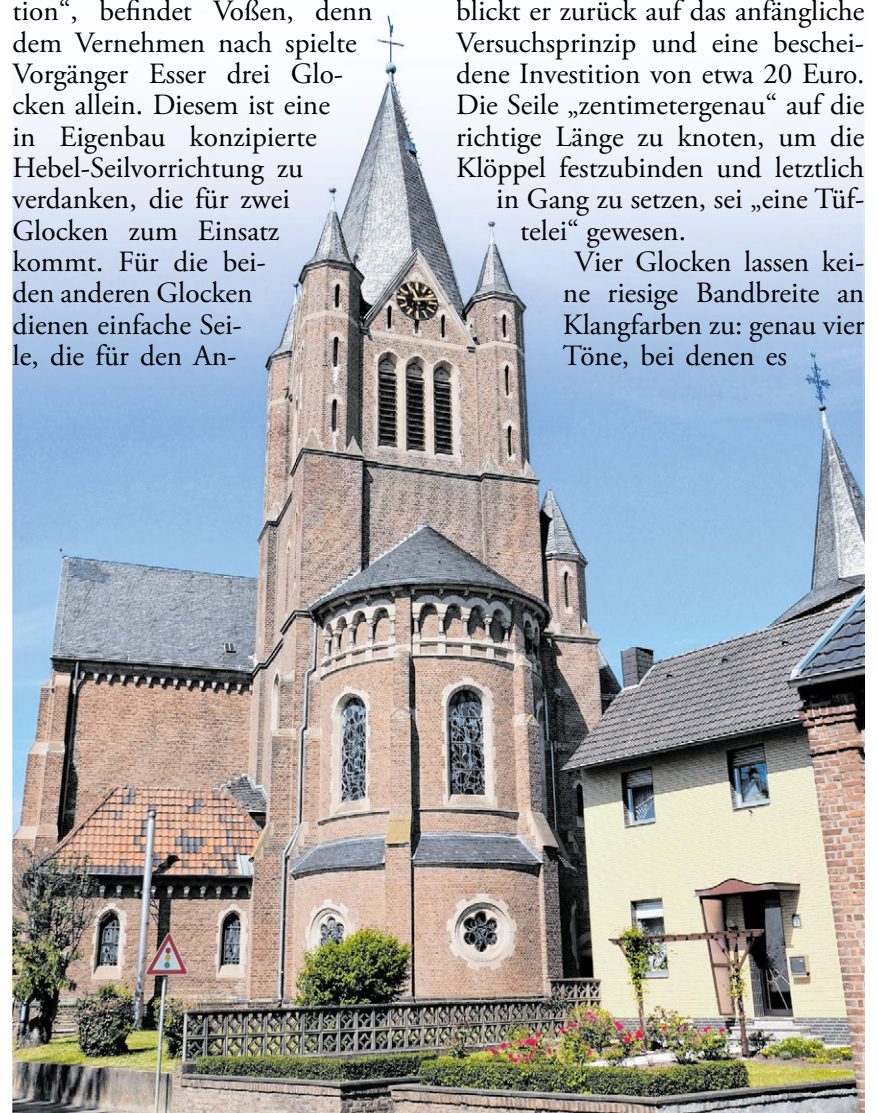 tion“, befindet Voßen, denn
dem Vernehmen nach spielte
Vorgänger Esser drei Glo-
cken allein. Diesem ist eine
in Eigenbau konzipierte
Hebel-Seilvorrichtung zu
verdanken, die für zwei
Glocken zum Einsatz
kommt. Für die bei-
den anderen Glocken
dienen einfache Sei-
le, die für den An-
blickt er zurück auf das anfängliche
Versuchsprinzip und eine beschei-
dene Investition von etwa 20 Euro.
Die Seile „zentimetergenau“ auf die
richtige Länge zu knoten, um die
Klöppel festzubinden und letztlich
in Gang zu setzen, sei „eine Tüf-
telei“ gewesen.
Vier Glocken lassen kei-
ne riesige Bandbreite an
Klangfarben zu: genau vier
Töne, bei denen es